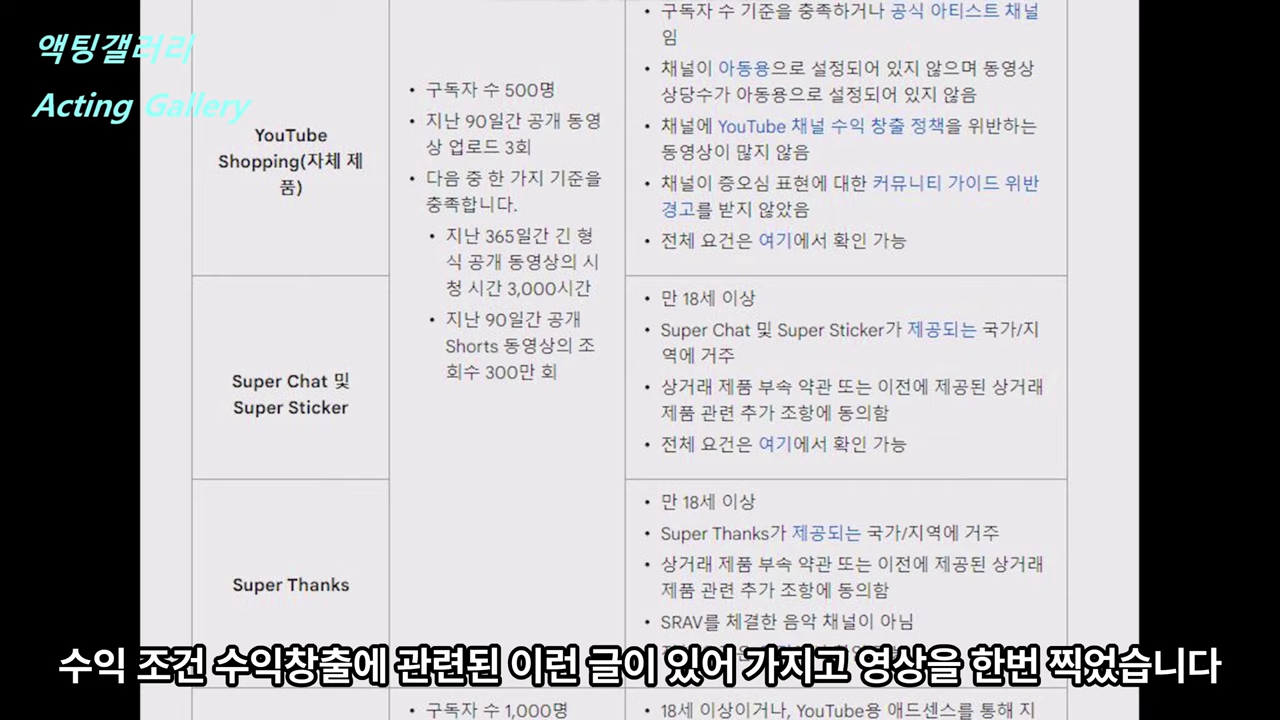 액팅갤러리
Acting Gallery
YouTube
Shopping(자체 제
품)
• 구독자 수 500명
• 지난 90일간 공개 동영
상 업로드 3회
• 다음 중 한 가지 기준을
충족합니다.
• 지난 365일간 긴 형
식 공개 동영상의 시
청 시간 3,000시간
• 지난 90일간 공개
Shorts 동영상의 조
회수 300만 회
• 구독자 수 기준을 충족하거나 공식 아티스트 채널
임
• 채널이 아동용으로 설정되어 있지 않으며 동영상
상당수가 아동용으로 설정되어 있지 않음
• 채널에 YouTube 채널 수익 창출 정책을 위반하는
동영상이 많지 않음
• 채널이 증오심 표현에 대한 커뮤니티 가이드 위반
경고를 받지 않았음
• 전체 요건은 여기에서 확인 가능
Super Chat 및
Super Sticker
• 만 18세 이상
• Super Chat 및 Super Sticker가 제공되는 국가/지
역에 거주
• 상거래 제품 부속 약관 또는 이전에 제공된 상거래
제품 관련 추가 조항에 동의함
• 전체 요건은 여기에서 확인 가능
Super Thanks
• 만 18세 이상
• Super Thanks가 제공되는 국가/지역에 거주
• 상거래 제품 부속 약관 또는 이전에 제공된 상거래
제품 관련 추가 조항에 동의함
• SRAV를 체결한 음악 채널이 아님
수익 조건 수익창출에 관련된 이런 글이 있어 가지고 영상을 한번 찍었습니다
• 구독자 수 1,000명
• 18세 이상이거나, YouTube용 애드센스를 통해 지